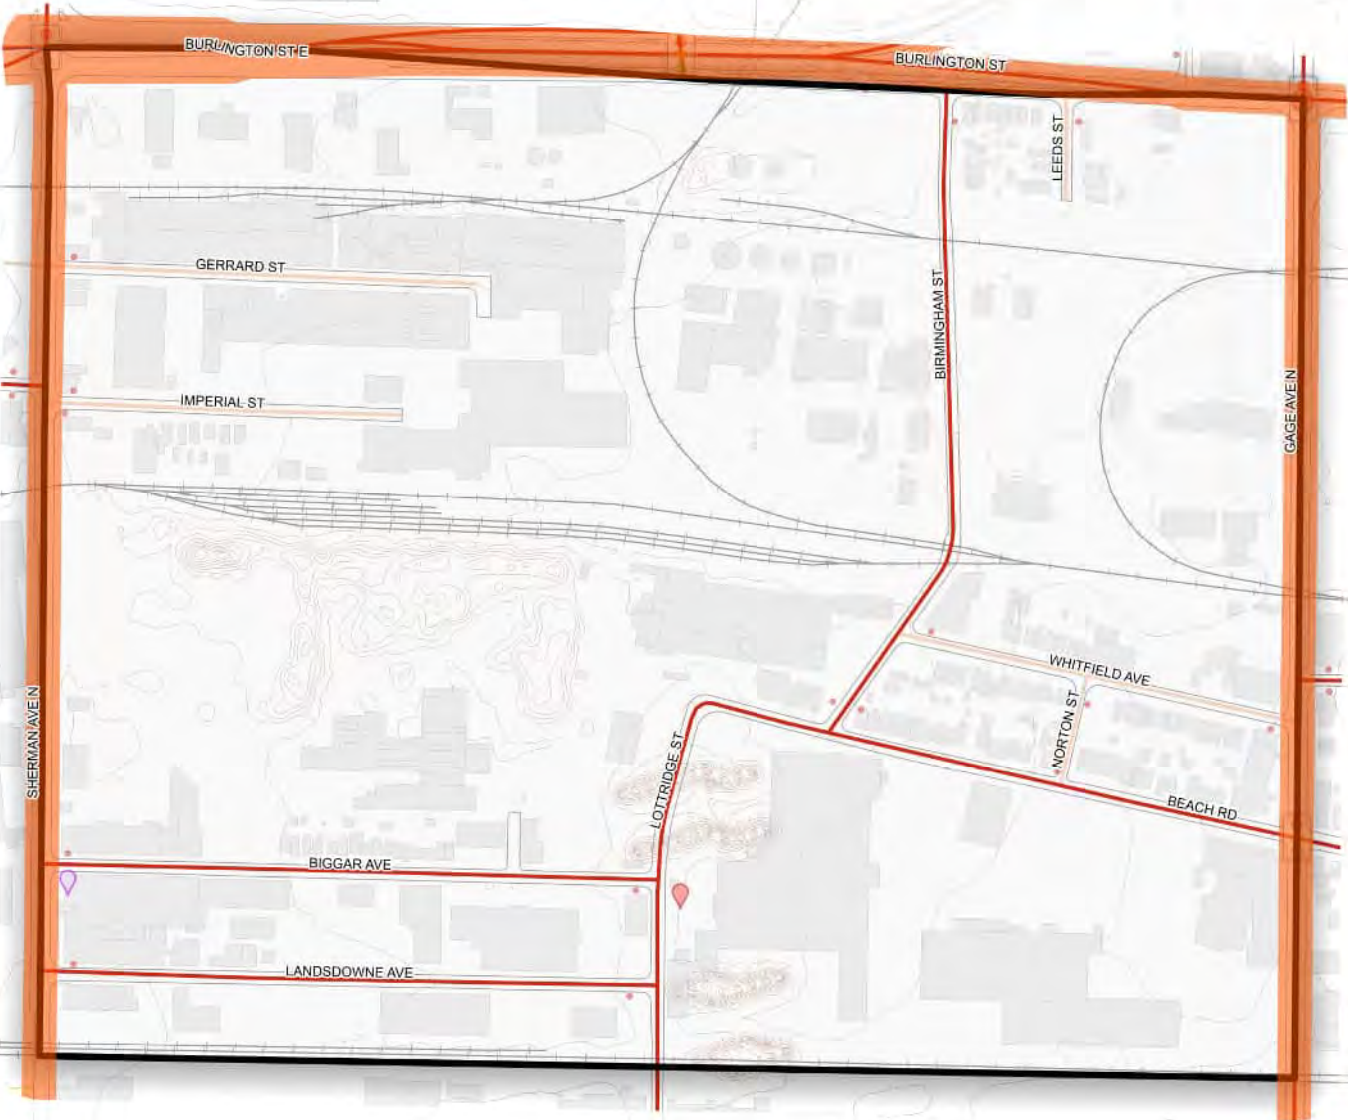 BURLINGTON ST E
BURLINGTON ST
LEEDS ST
GERRARD ST
BIRMINGHAM ST
IMPERIAL ST
GAGE AVE N
WHITFIELD AVE
NORTON ST
SHERMAN AVE N
LOTTRIDGE ST
BEACH RD
BIGGAR AVE
LANDSDOWNE AVE